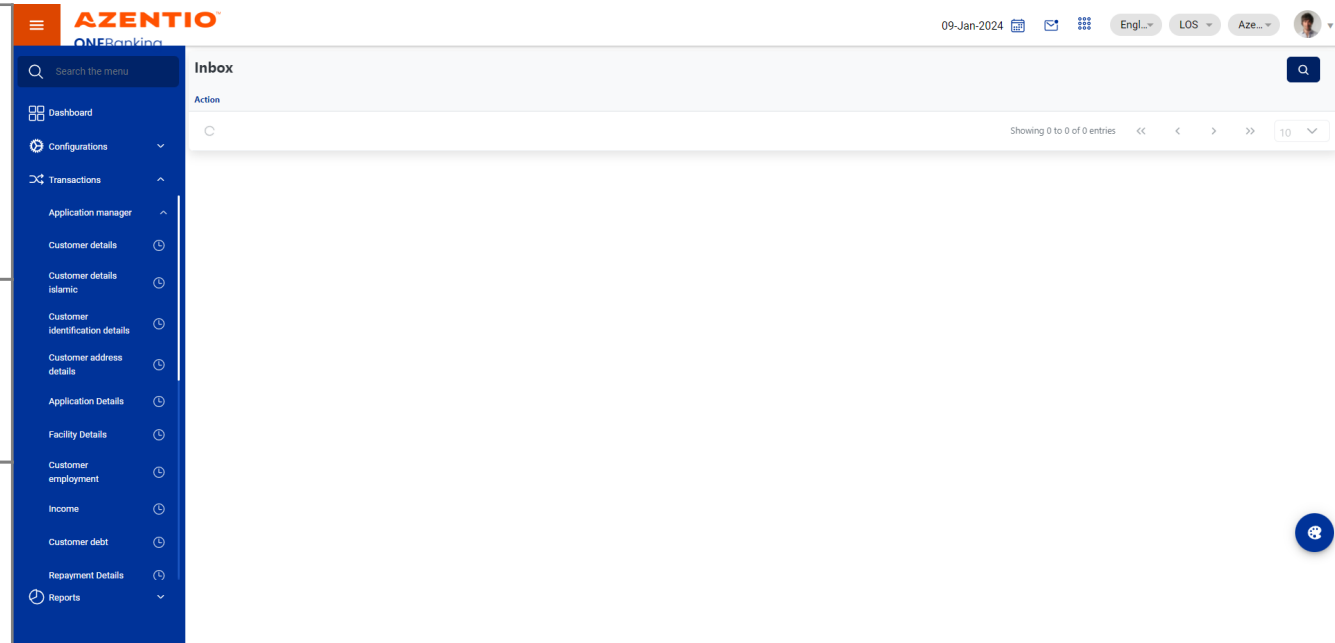 AZENTIO
ONEBanking
09-Jan-2024
Engl...
LOS
Aze...
Search the menu
Inbox
Action
Dashboard
Showing 0 to 0 of 0 entries
10
Configurations
Transactions
Application manager
Customer details
Customer details
islamic
Customer
identification details
Customer address
details
Application Details
Facility Details
Customer
employment
Income
Customer debt
Repayment Details
Reports